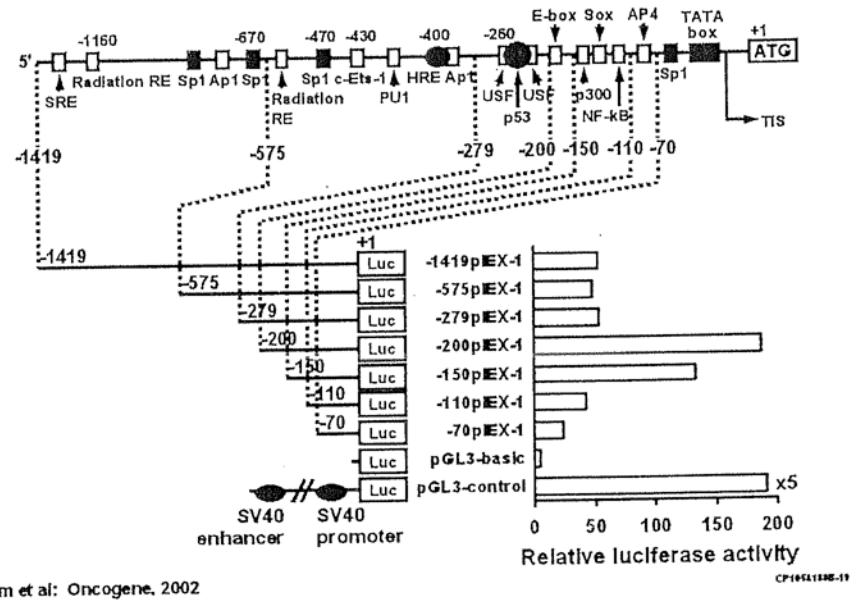 E-box Sox AP4 TATA box
-1160 -670 -470 -430 -400 -260 +1
5' ATG
Radiation RE Sp1 Ap1 Sp1 Sp1 c-Ets-1 HRE Ap1 Sp1
SRE Radiation RE PU1 USF p53 USF p300 NF-kB TIS
-1419 -575 -279 -200 -150 -110 -70
+1
-1419 Luc -1419pIEX-1
-575 Luc -575pIEX-1
-279 Luc -279pIEX-1
-200 Luc -200pIEX-1
-150 Luc -150pIEX-1
-110 Luc -110pIEX-1
-70 Luc -70pIEX-1
Luc pGL3-basic
Luc pGL3-control x5
SV40 enhancer SV40 promoter
0 50 100 150 200
Relative luciferase activity
m et al: Oncogene, 2002